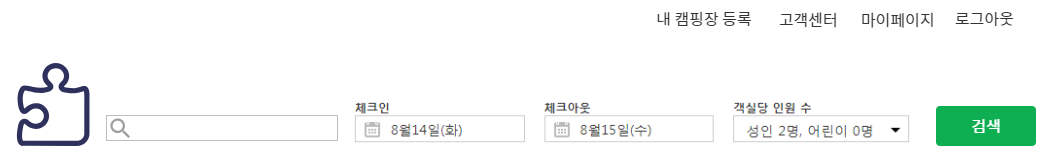 내 캠핑장 등록 고객센터 마이페이지 로그아웃
체크인 체크아웃 객실당 인원 수
8월14일(화) 8월15일(수) 성인 2명, 어린이 0명 검색